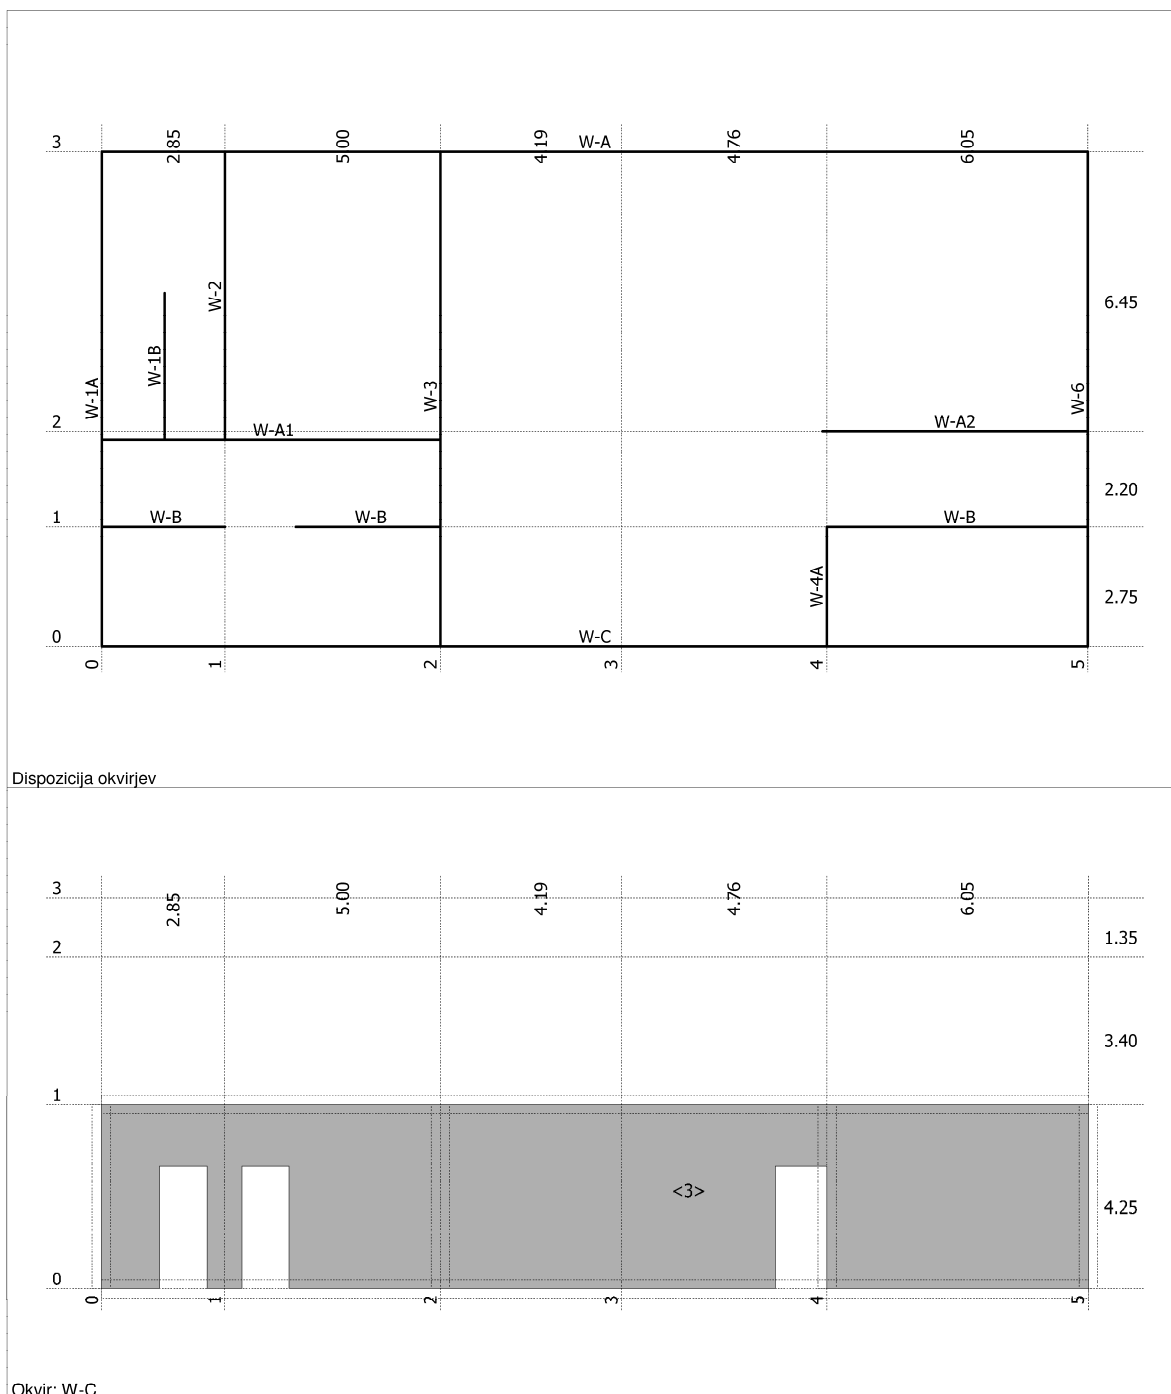 3
2.85
5.00
4.19
W-A
4.76
6.05
W-2
6.45
W-1B
W-1A
W-3
W-6
2
W-A1
W-A2
2.20
1
W-B
W-B
W-B
W-4A
2.75
0
W-C
0
1
2
3
4
5
Dispozicija okvirjev
3
2.85
5.00
4.19
4.76
6.05
2
1.35
3.40
1
<3>
4.25
0
0
1
2
3
4
5
Okvir: W-C